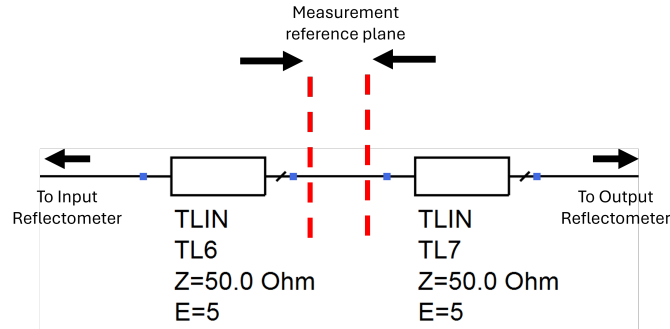 Measurement
reference plane
To Input
Reflectometer
TLIN
TL6
Z=50.0 Ohm
E=5
TLIN
TL7
Z=50.0 Ohm
E=5
To Output
Reflectometer